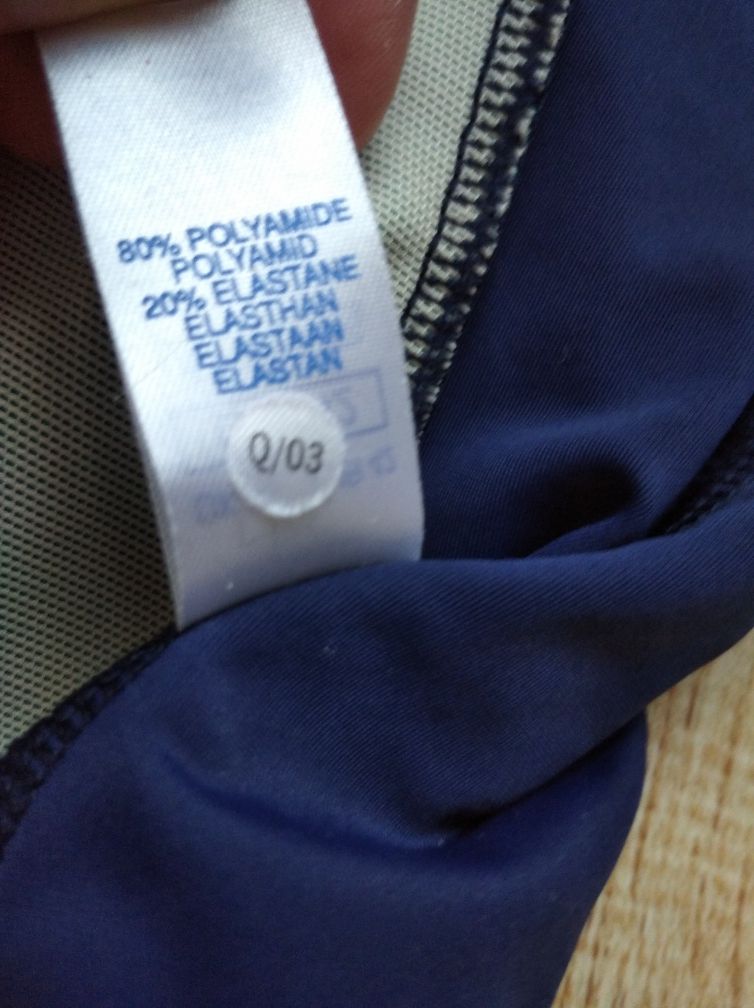 80% POLYAMIDE
POLYAMID
20% ELASTANE
ELASTHAN
ELASTAAN
ELASTAN
Q/03